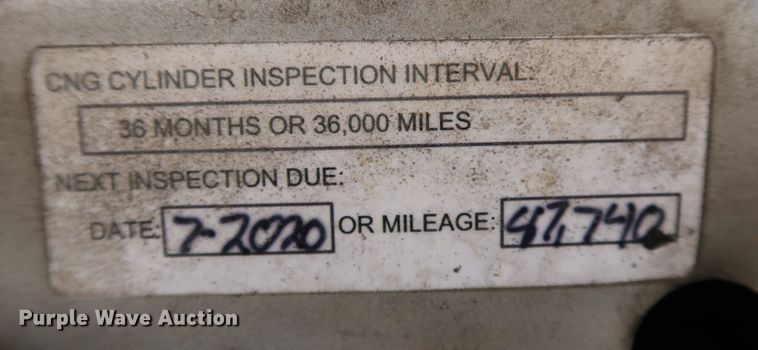 CNG CYLINDER INSPECTION INTERVAL:
36 MONTHS OR 36,000 MILES
NEXT INSPECTION DUE:
DATE: 7-2020 OR MILEAGE: 47,740
Purple Wave Auction